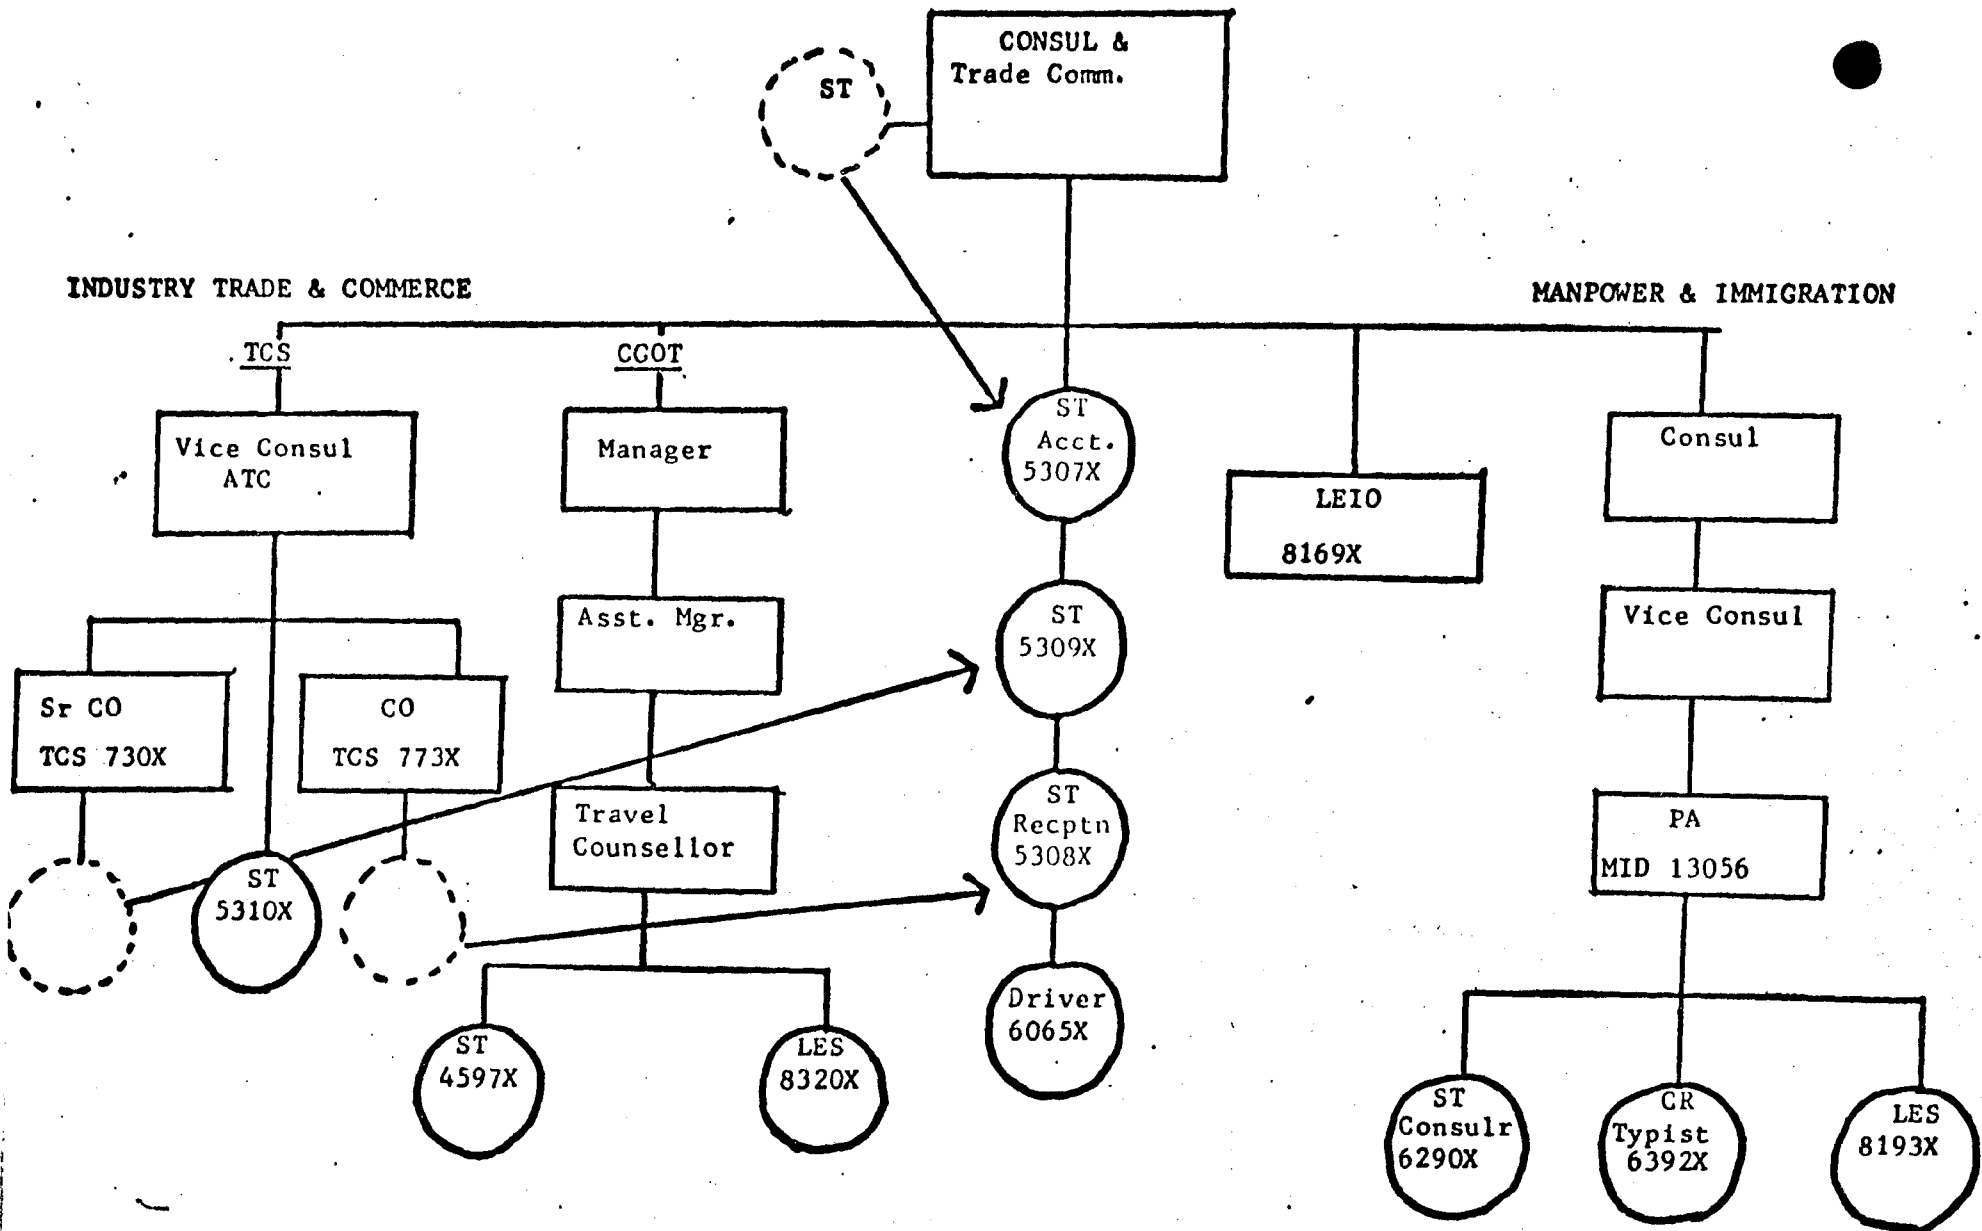 CONSUL &
Trade Comm.
ST
INDUSTRY TRADE & COMMERCE
MANPOWER & IMMIGRATION
TCS
CGOT
Vice Consul
ATC
Manager
ST
Acct.
5307X
LEIO
8169X
Consul
Asst. Mgr.
ST
5309X
Vice Consul
Sr CO
TCS 730X
CO
TCS 773X
Travel
Counsellor
ST
Recptn
5308X
PA
MID 13056
ST
5310X
Driver
6065X
ST
4597X
LES
8320X
ST
Consulr
6290X
CR
Typist
6392X
LES
8193X